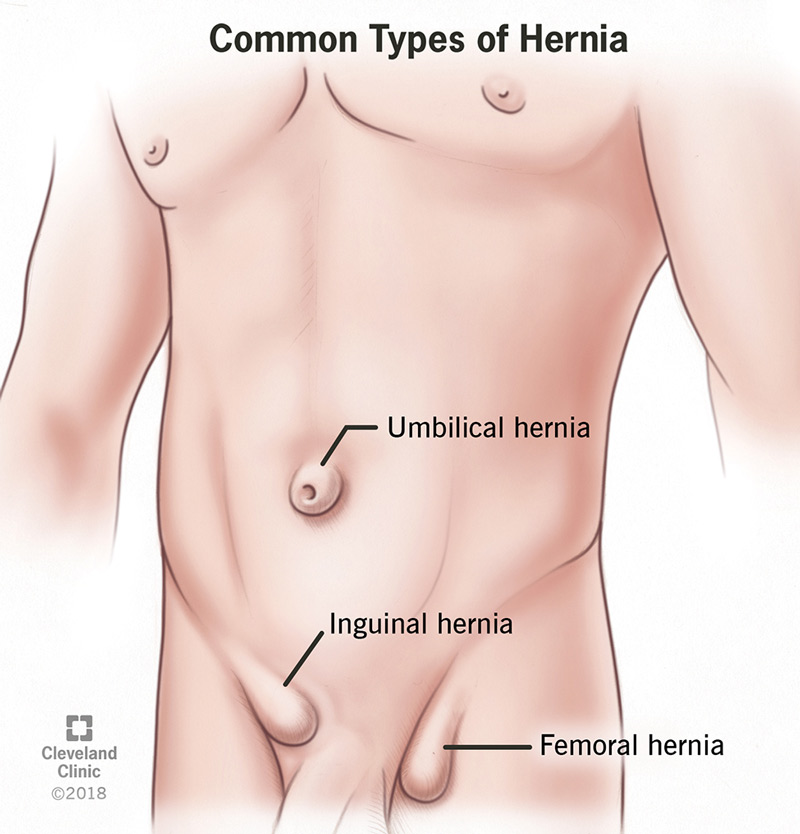 Common Types of Hernia
Umbilical hernia
Inguinal hernia
Femoral hernia
Cleveland
Clinic
©2018